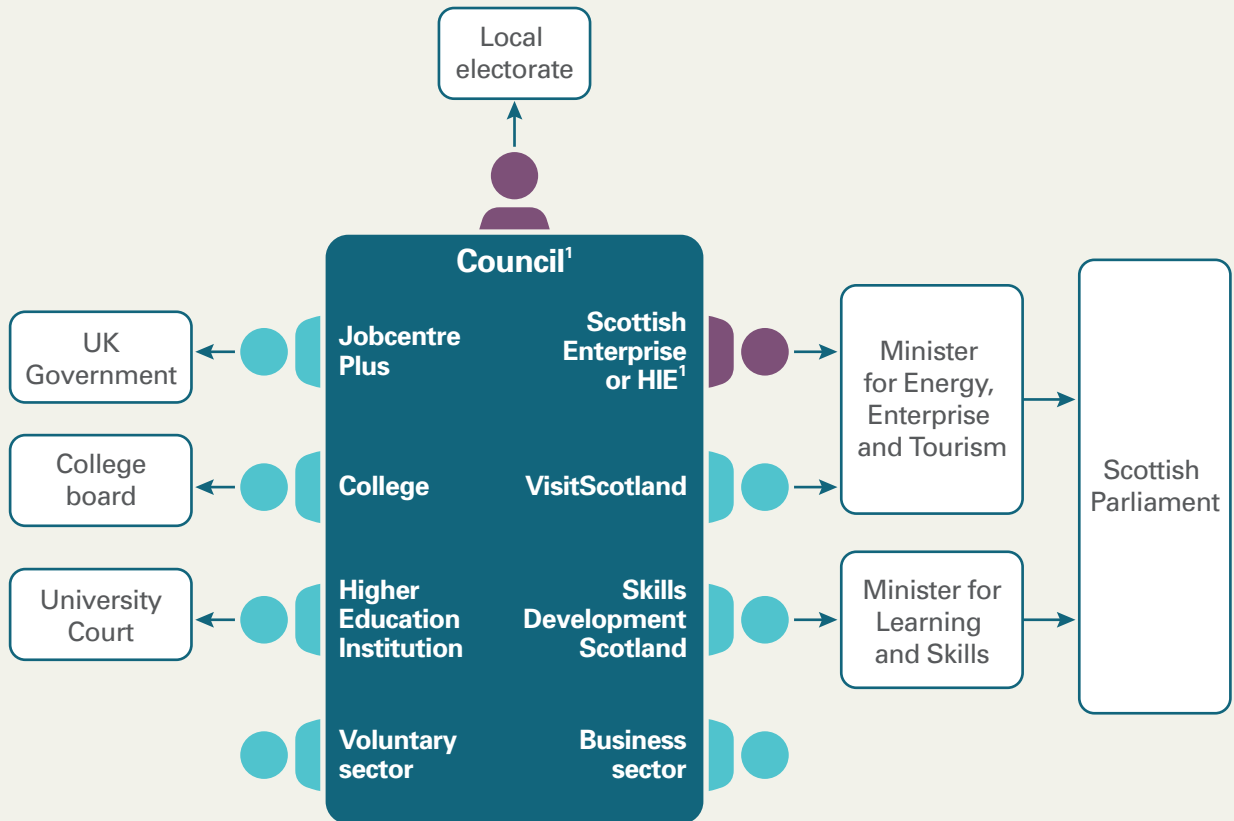 Local
electorate
Council¹
Jobcentre
Plus
Scottish
Enterprise
or HIE¹
College
VisitScotland
Higher
Education
Institution
Skills
Development
Scotland
Voluntary
sector
Business
sector
UK
Government
College
board
University
Court
Minister
for Energy,
Enterprise
and Tourism
Minister for
Learning
and Skills
Scottish
Parliament